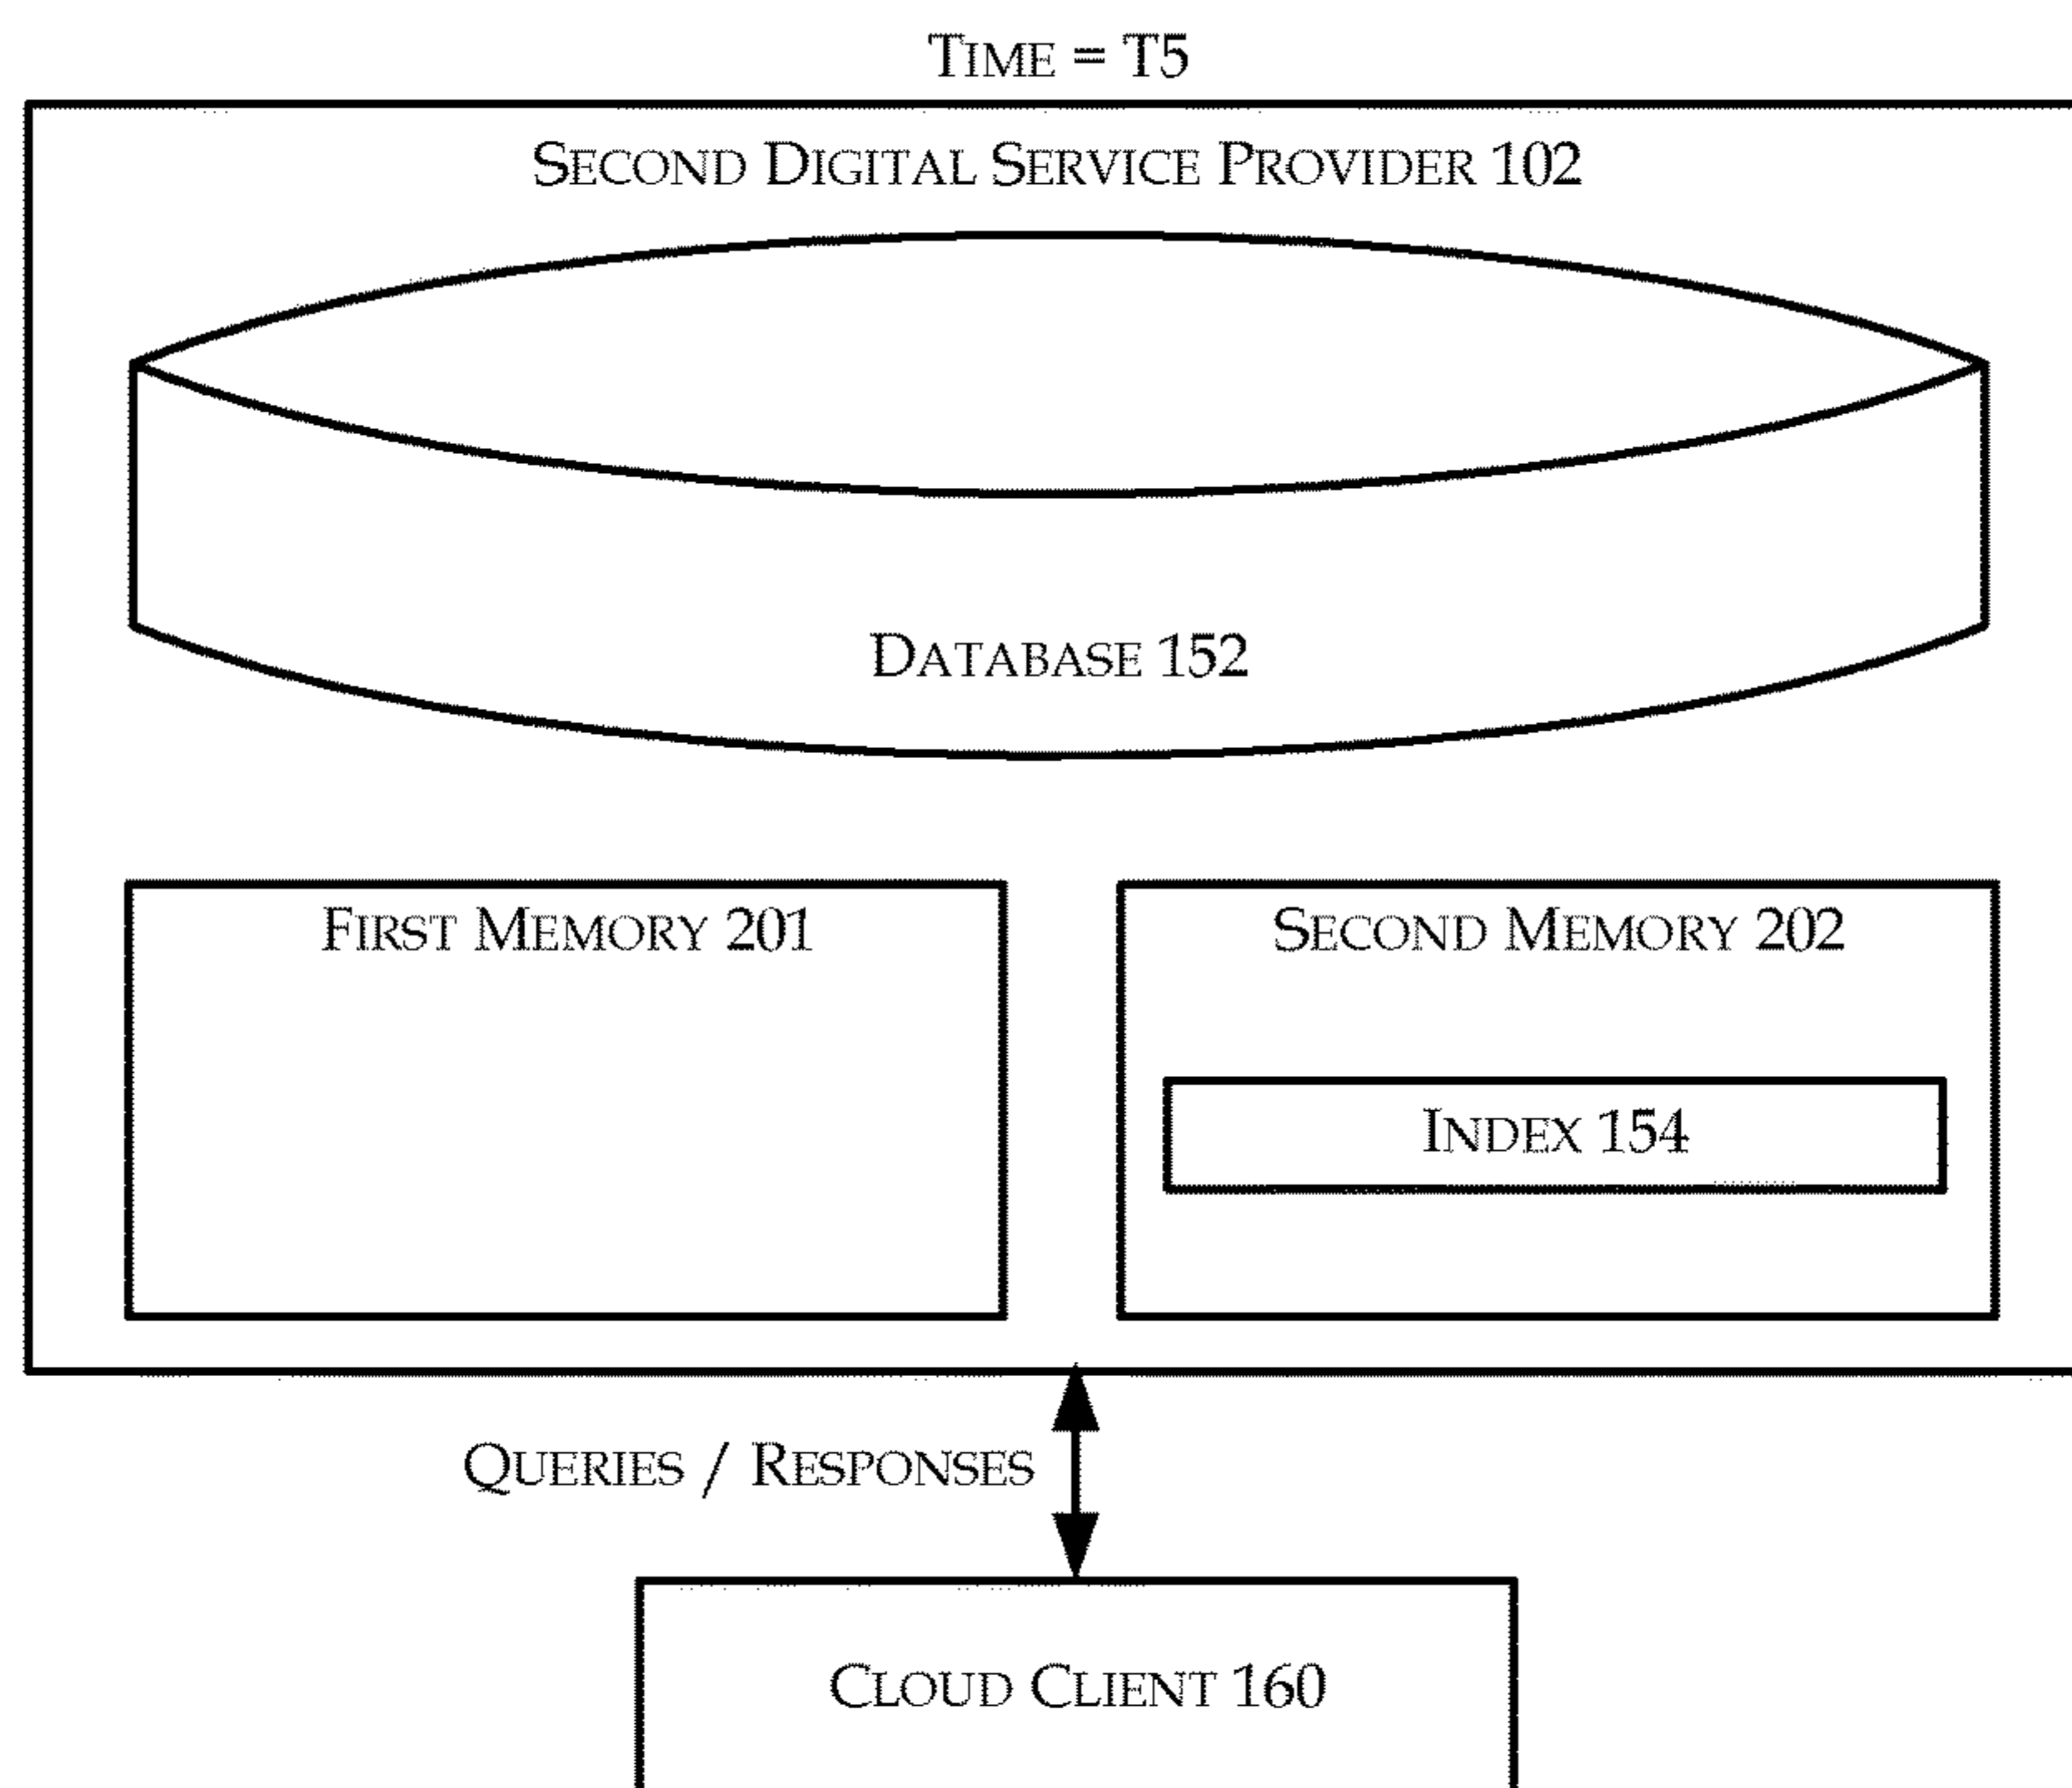 TIME = T5
SECOND DIGITAL SERVICE PROVIDER 102
DATABASE 152
FIRST MEMORY 201
SECOND MEMORY 202
INDEX 154
QUERIES / RESPONSES
CLOUD CLIENT 160